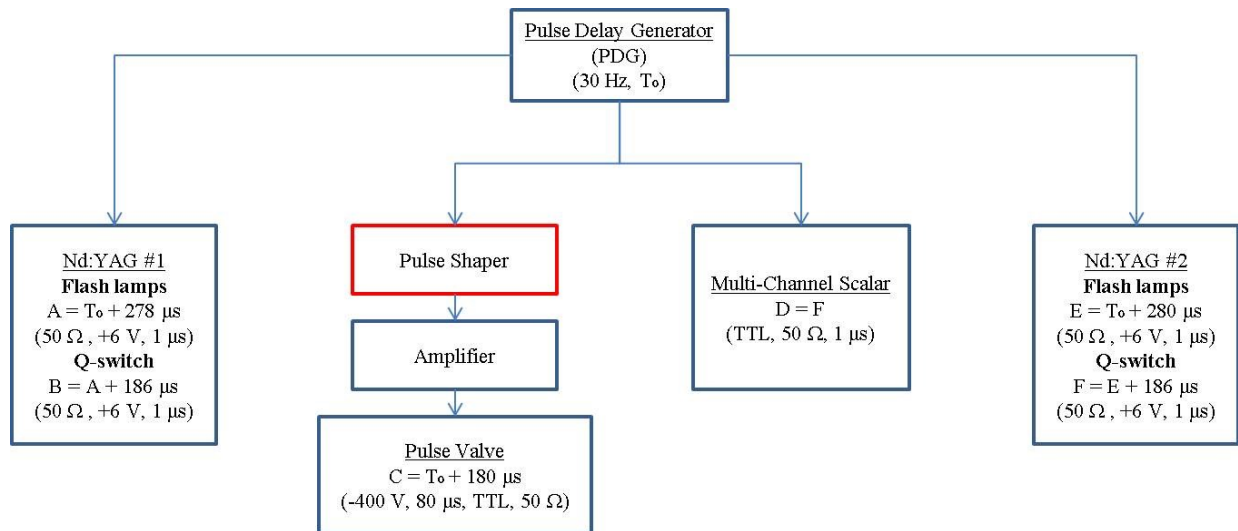 Pulse Delay Generator
(PDG)
(30 Hz, T₀)
Nd:YAG #1
Flash lamps
A = T₀ + 278 μs
(50 Ω , +6 V, 1 μs)
Q-switch
B = A + 186 μs
(50 Ω , +6 V, 1 μs)
Pulse Shaper
Amplifier
Pulse Valve
C = T₀ + 180 μs
(-400 V, 80 μs, TTL, 50 Ω)
Multi-Channel Scalar
D = F
(TTL, 50 Ω, 1 μs)
Nd:YAG #2
Flash lamps
E = T₀ + 280 μs
(50 Ω , +6 V, 1 μs)
Q-switch
F = E + 186 μs
(50 Ω , +6 V, 1 μs)